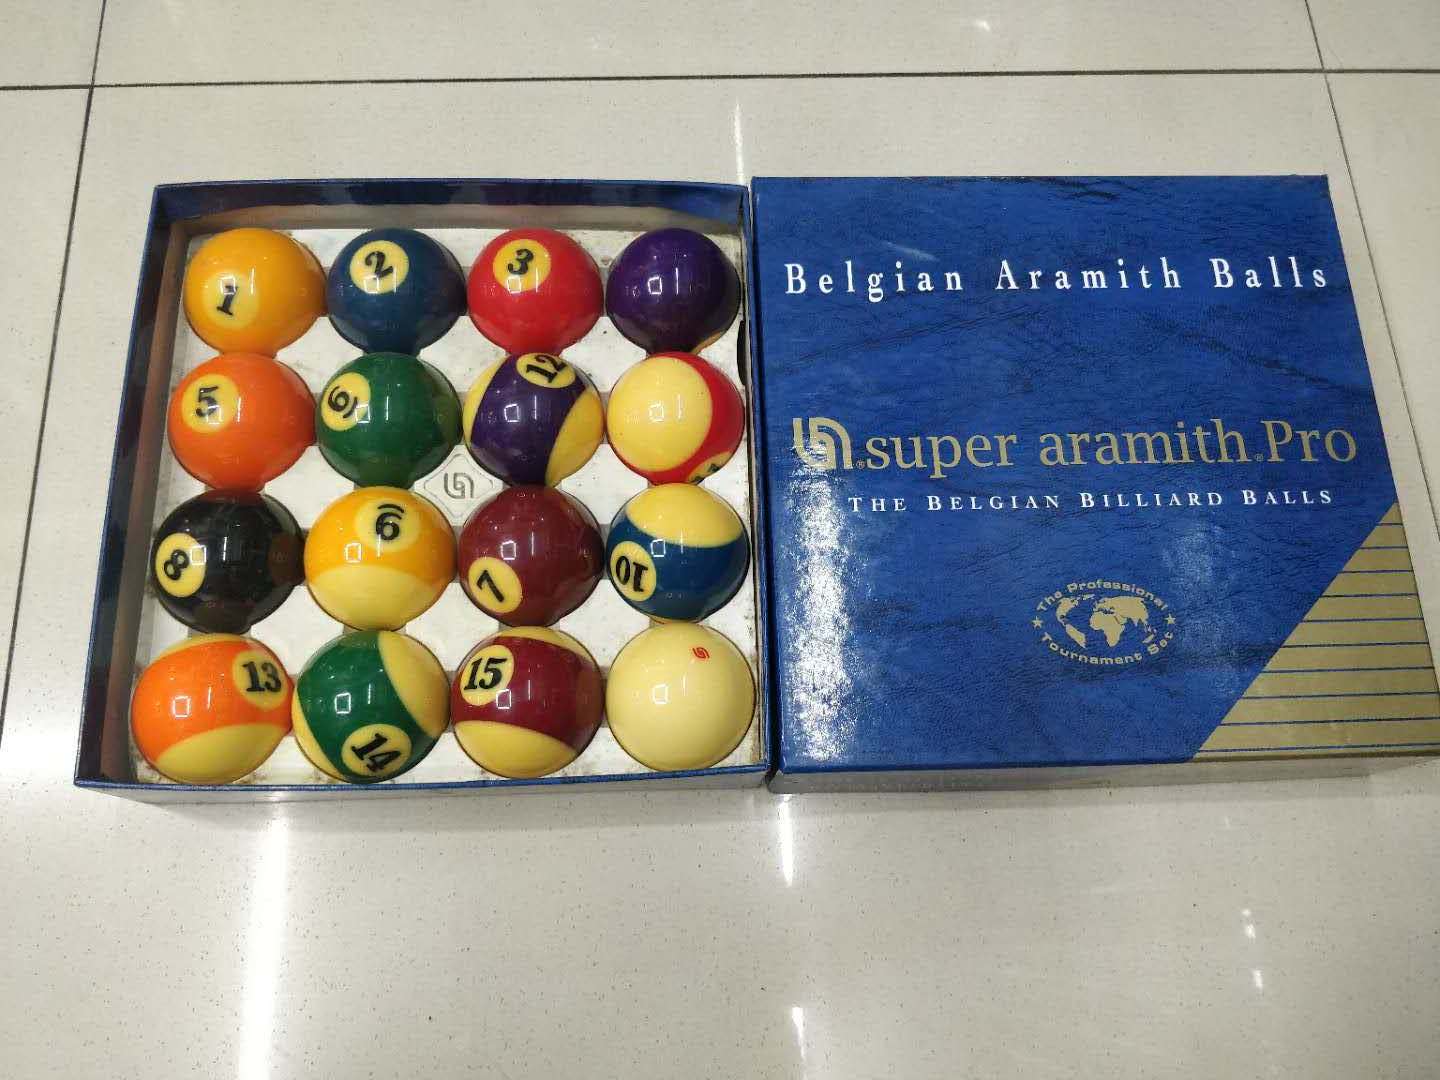 1
2
3
5
6
12
8
9
7
10
13
14
15
Belgian Aramith Balls
super aramith Pro
THE BELGIAN BILLIARD BALLS
The Professional
Tournament Set